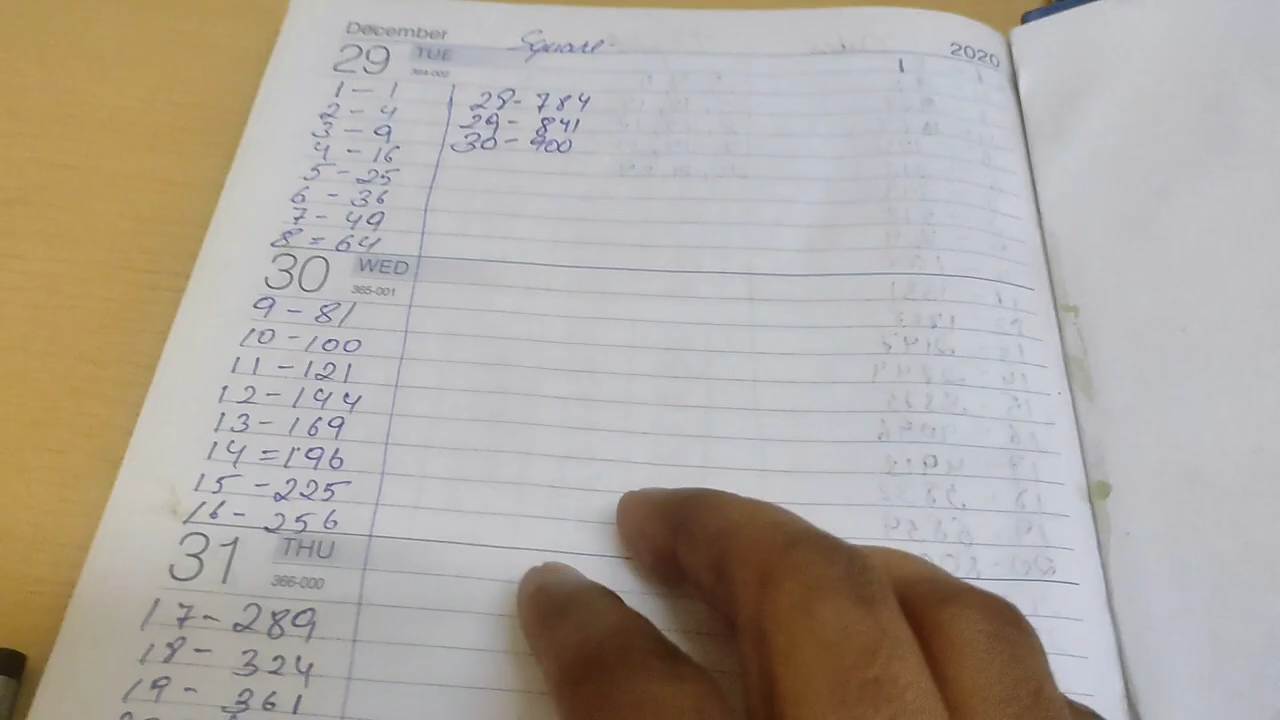 December
Square
2020
29 TUE
364-002
1 - 1
2 - 4
3 - 9
4 - 16
5 - 25
6 - 36
7 - 49
8 = 64
28 - 784
29 - 841
30 - 900
30 WED
365-001
9 - 81
10 - 100
11 - 121
12 - 144
13 - 169
14 = 196
15 - 225
16 - 256
31 THU
366-000
17 - 289
18 - 324
19 - 361